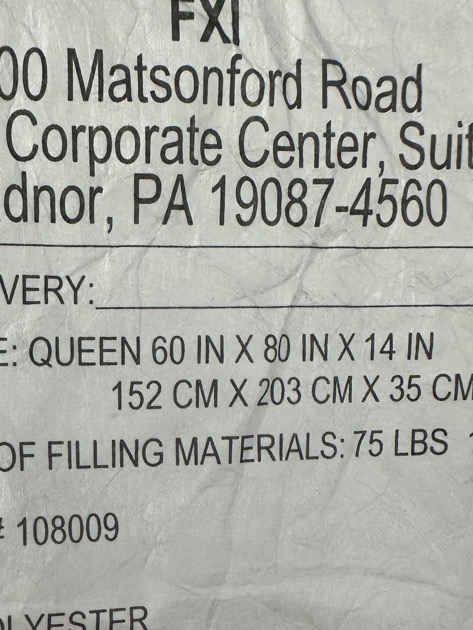 FXI
00 Matsonford Road
Corporate Center, Suit
dnor, PA 19087-4560
VERY:
E: QUEEN 60 IN X 80 IN X 14 IN
152 CM X 203 CM X 35 CM
OF FILLING MATERIALS: 75 LBS
# 108009
OLYESTER